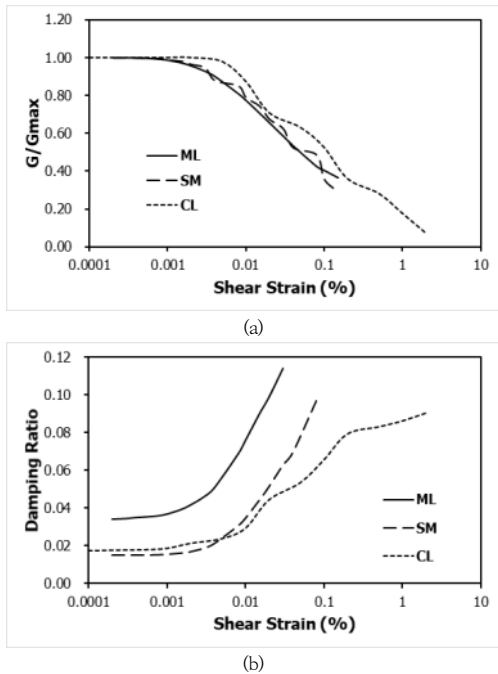 1.20
1.00
0.80
0.60
0.40
0.20
0.00
G/Gmax
ML
SM
CL
0.0001 0.001 0.01 0.1 1 10
Shear Strain (%)
(a)
0.12
0.10
0.08
0.06
0.04
0.02
0.00
Damping Ratio
ML
SM
CL
0.0001 0.001 0.01 0.1 1 10
Shear Strain (%)
(b)